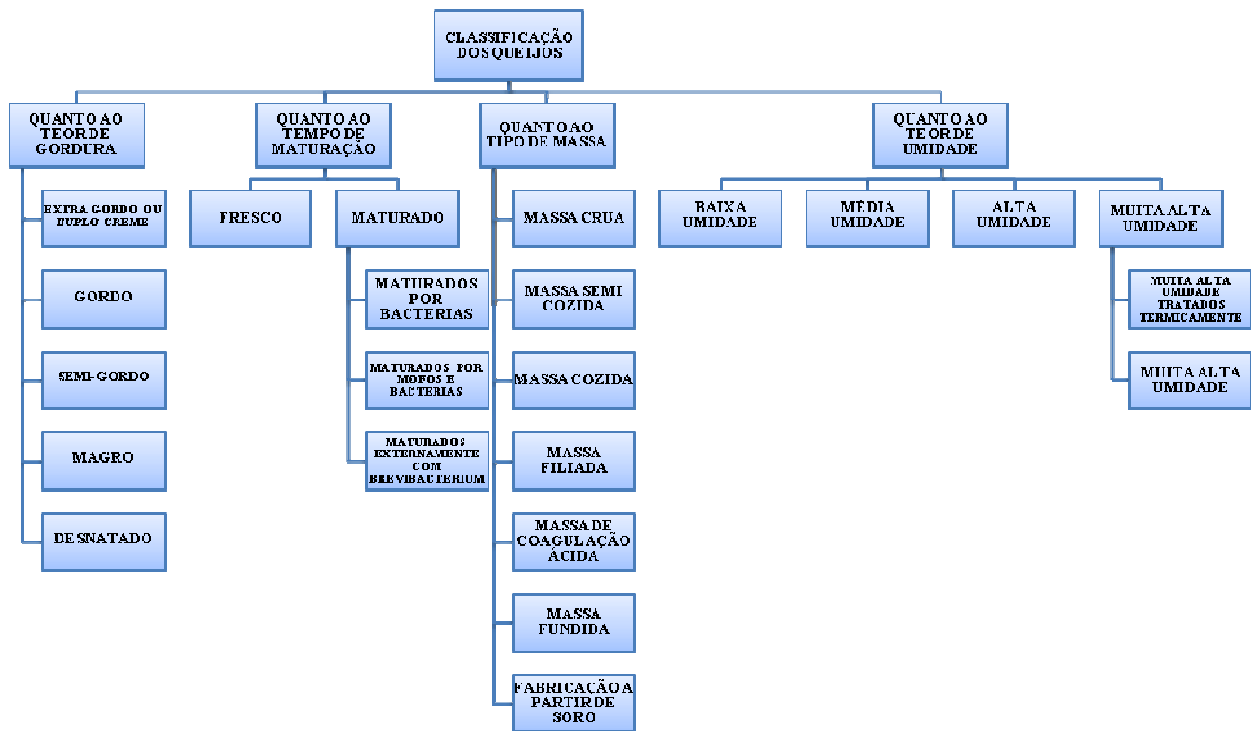 CLASSIFICAÇÃO
DOS QUEIJOS
QUANTO AO
TEOR DE
GORDURA
EXTRA GORDO OU
DUPLO CREME
GORDO
SEMI-GORDO
MAGRO
DESNATADO
QUANTO AO
TEMPO DE
MATURAÇÃO
FRESCO
MATURADO
MATURADOS
POR
BACTERIAS
MATURADOS POR
MOFOS E
BACTERIAS
MATURADOS
EXTERNAMENTE
COM
BREVIBACTERIUM
QUANTO AO
TIPO DE MASSA
MASSA CRUA
MASSA SEMI
COZIDA
MASSA COZIDA
MASSA
FILIADA
MASSA DE
COAGULAÇÃO
ÁCIDA
MASSA
FUNDIDA
FABRICAÇÃO A
PARTIR DE
SORO
QUANTO AO
TEOR DE
UMIDADE
BAIXA
UMIDADE
MÉDIA
UMIDADE
ALTA
UMIDADE
MUITA ALTA
UMIDADE
MUITA ALTA
UMIDADE
TRATADOS
TERMICAMENTE
MUITA ALTA
UMIDADE